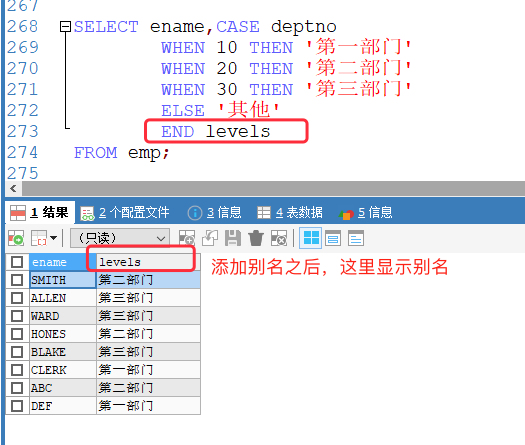 267
268 SELECT ename,CASE deptno
269 WHEN 10 THEN '第一部门'
270 WHEN 20 THEN '第二部门'
271 WHEN 30 THEN '第三部门'
272 ELSE '其他'
273 END levels
274 FROM emp;
275
1 结果 2 个配置文件 3 信息 4 表数据 5 信息
(只读)
ename levels
添加别名之后，这里显示别名
SMITH 第二部门
ALLEN 第三部门
WARD 第三部门
HONES 第二部门
BLAKE 第三部门
CLERK 第一部门
ABC 第二部门
DEF 第一部门